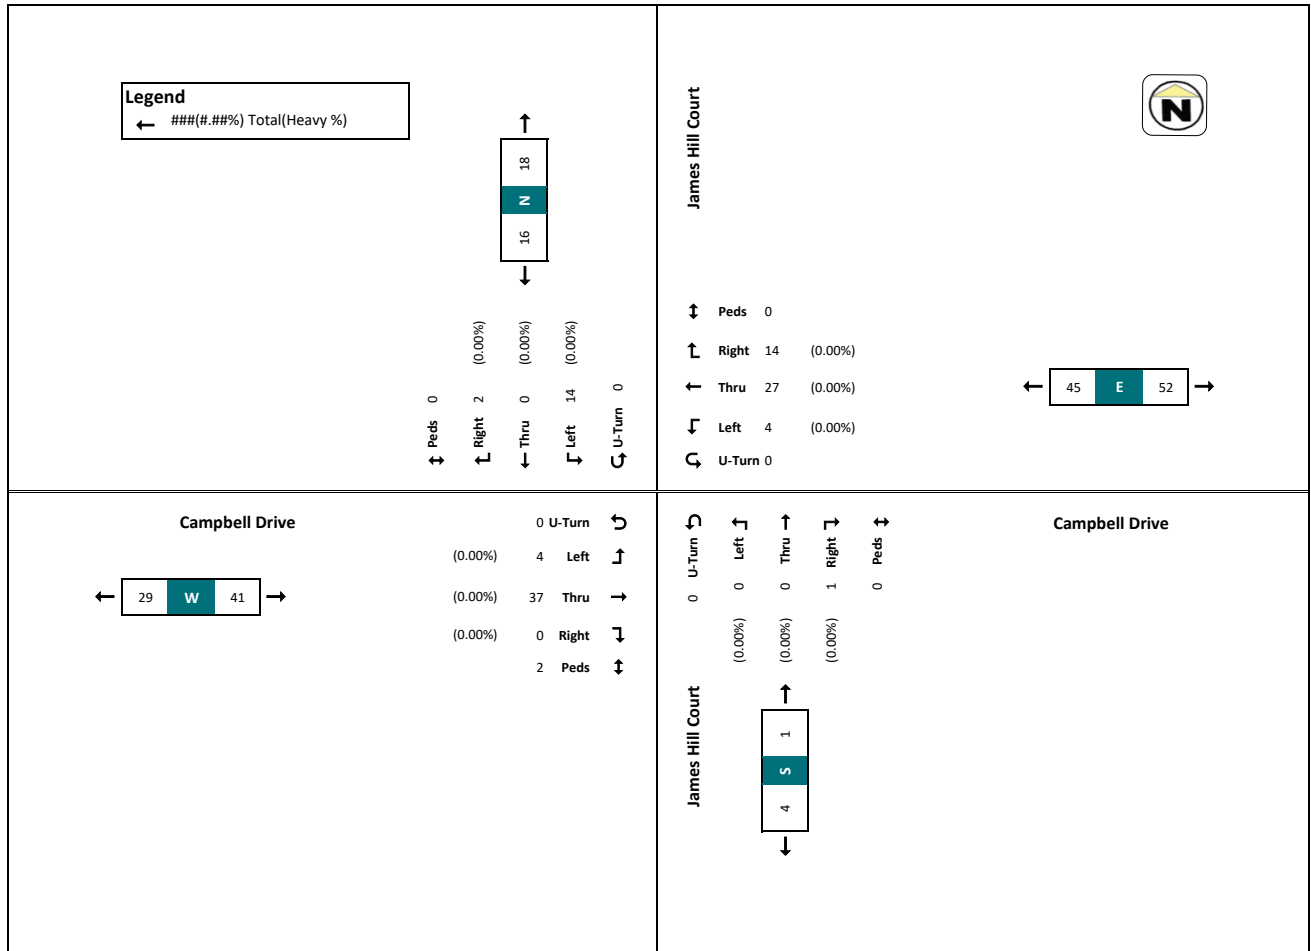 Legend
### (#.##%) Total(Heavy %)
18
N
16
(0.00%)
(0.00%)
(0.00%)
0
2
0
14
0
Peds
Right
Thru
Left
U-Turn
James Hill Court
N
Peds 0
Right 14 (0.00%)
Thru 27 (0.00%)
Left 4 (0.00%)
U-Turn 0
45 E 52
Campbell Drive
0 U-Turn
(0.00%) 4 Left
(0.00%) 37 Thru
(0.00%) 0 Right
2 Peds
29 W 41
U-Turn
Left
Thru
Right
Peds
0
0
0
1
0
(0.00%)
(0.00%)
(0.00%)
Campbell Drive
James Hill Court
1
S
4